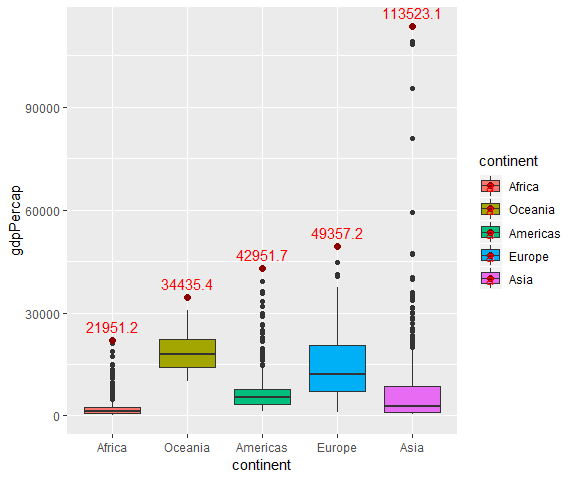 113523.1
90000
continent
Africa
Oceania
Americas
Europe
Asia
gdpPercap
60000
49357.2
42951.7
34435.4
30000
21951.2
0
Africa Oceania Americas Europe Asia
continent